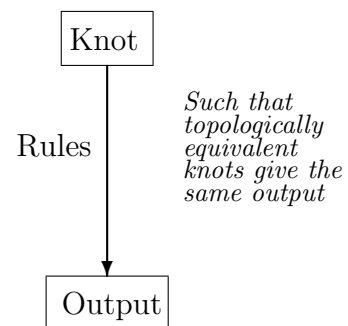 Knot
Such that
topologically
equivalent
knots give the
same output
Rules
Output